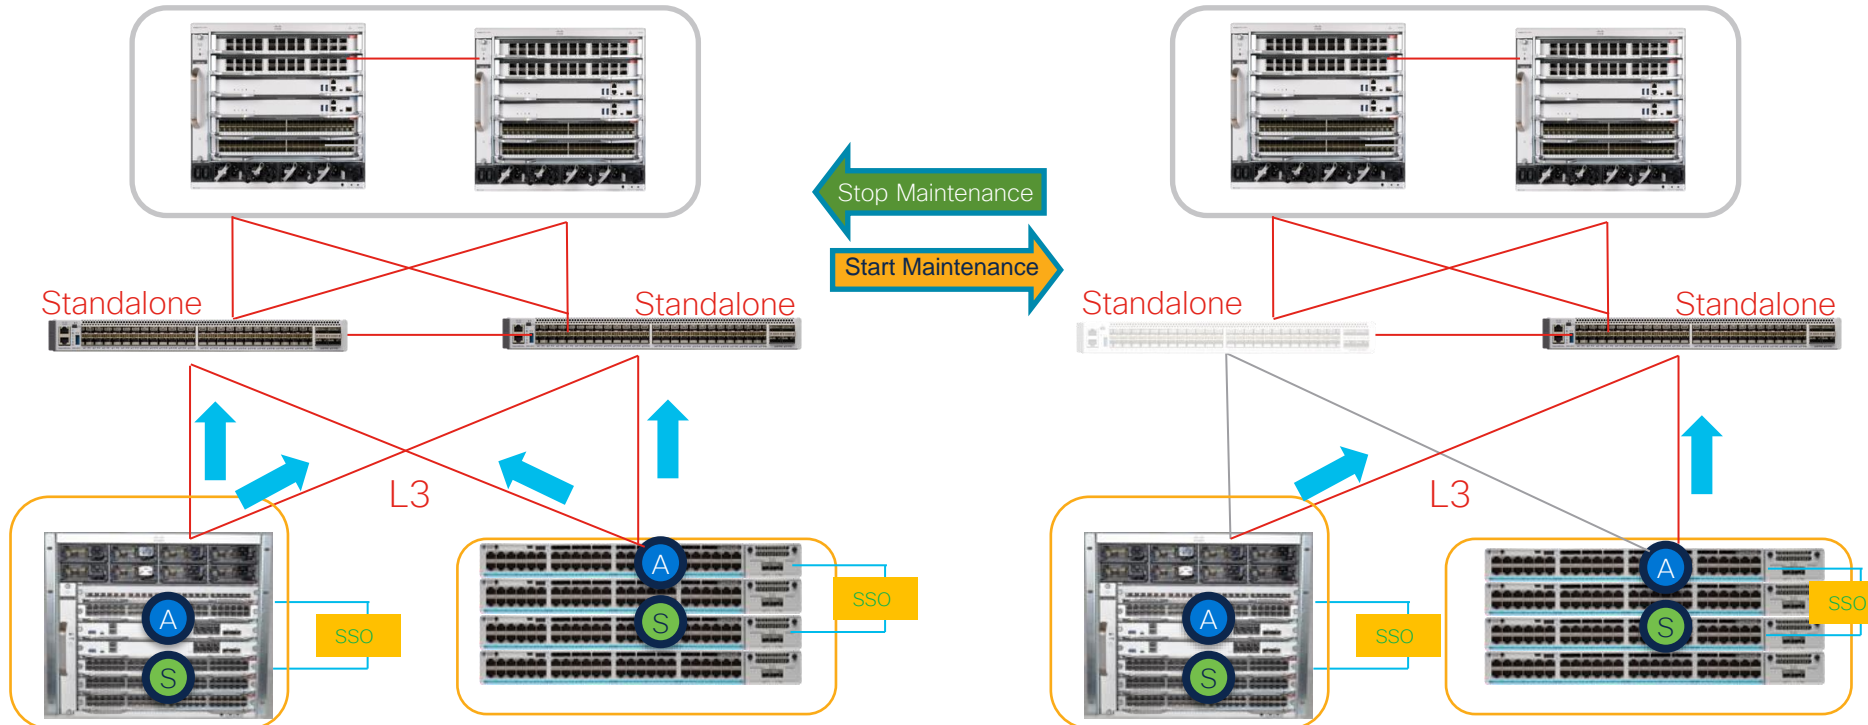 Stop Maintenance
Start Maintenance
Standalone
Standalone
Standalone
Standalone
L3
L3
A
S
SSO
A
S
SSO
A
S
SSO
A
S
SSO